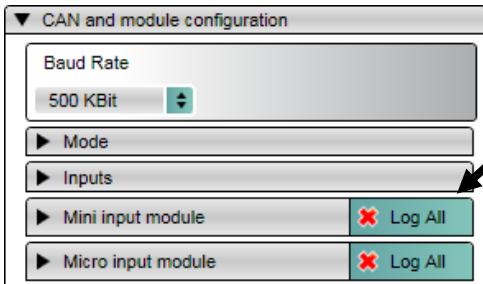 CAN and module configuration
Baud Rate
500 KBit
Mode
Inputs
Mini input module Log All
Micro input module Log All